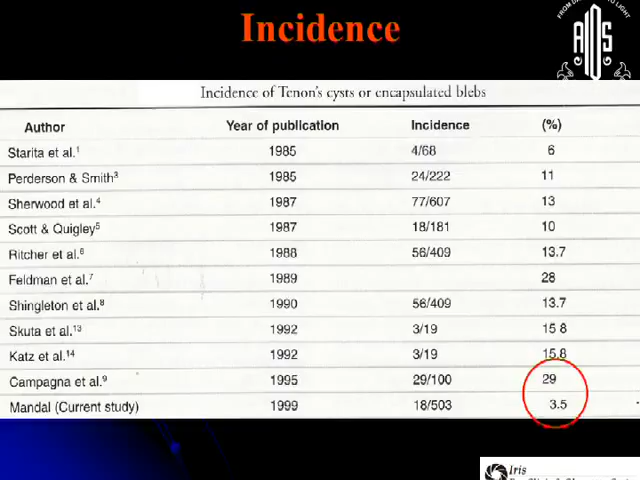 Incidence
AIOS
Incidence of Tenon's cysts or encapsulated blebs
Author Year of publication Incidence (%)
Starita et al.1 1985 4/68 6
Perderson & Smith3 1985 24/222 11
Sherwood et al.4 1987 77/607 13
Scott & Quigley5 1987 18/181 10
Ritcher et al.6 1988 56/409 13.7
Feldman et al.7 1989 28
Shingleton et al.8 1990 56/409 13.7
Skuta et al.13 1992 3/19 15 8
Katz et al.14 1992 3/19 15.8
Campagna et al.9 1995 29/100 29
Mandal (Current study) 1999 18/503 3.5
Iris